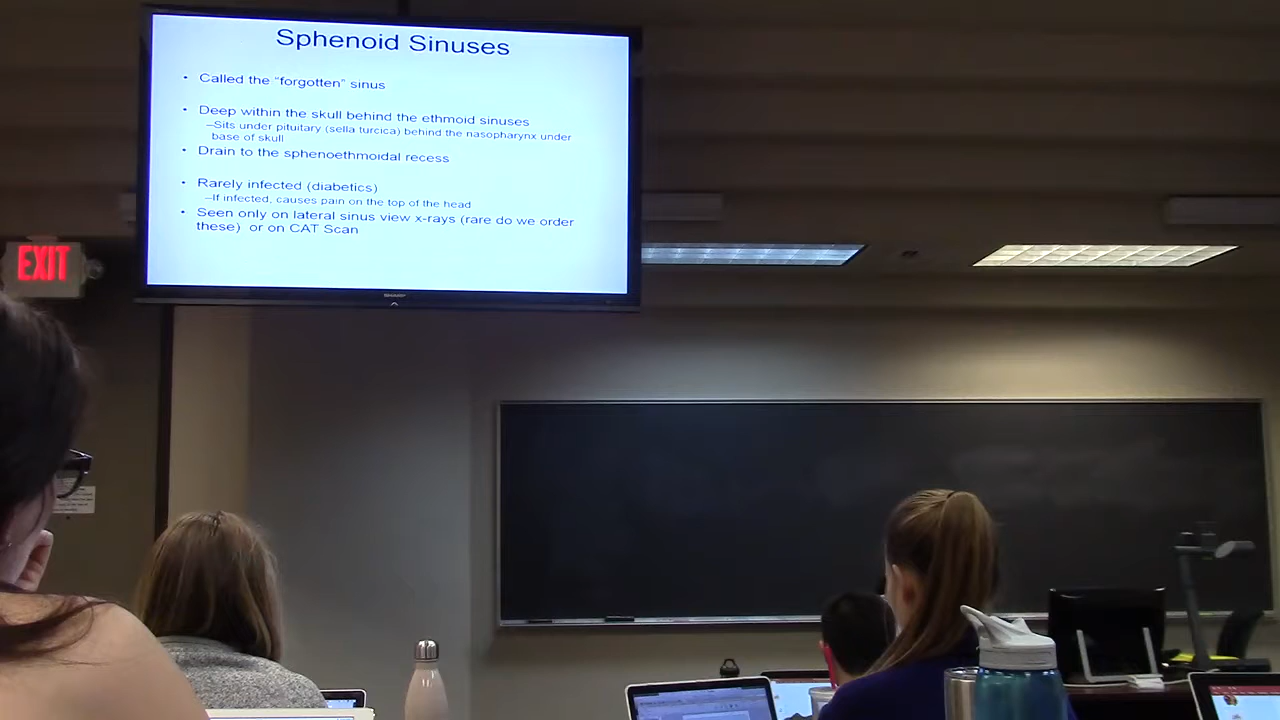 Sphenoid Sinuses
• Called the “forgotten” sinus
• Deep within the skull behind the ethmoid sinuses
–Sits under pituitary (sella turcica) behind the nasopharynx under
base of skull
• Drain to the sphenoethmoidal recess
• Rarely infected (diabetics)
–If infected, causes pain on the top of the head
• Seen only on lateral sinus view x-rays (rare do we order
these) or on CAT Scan
SHARP
EXIT